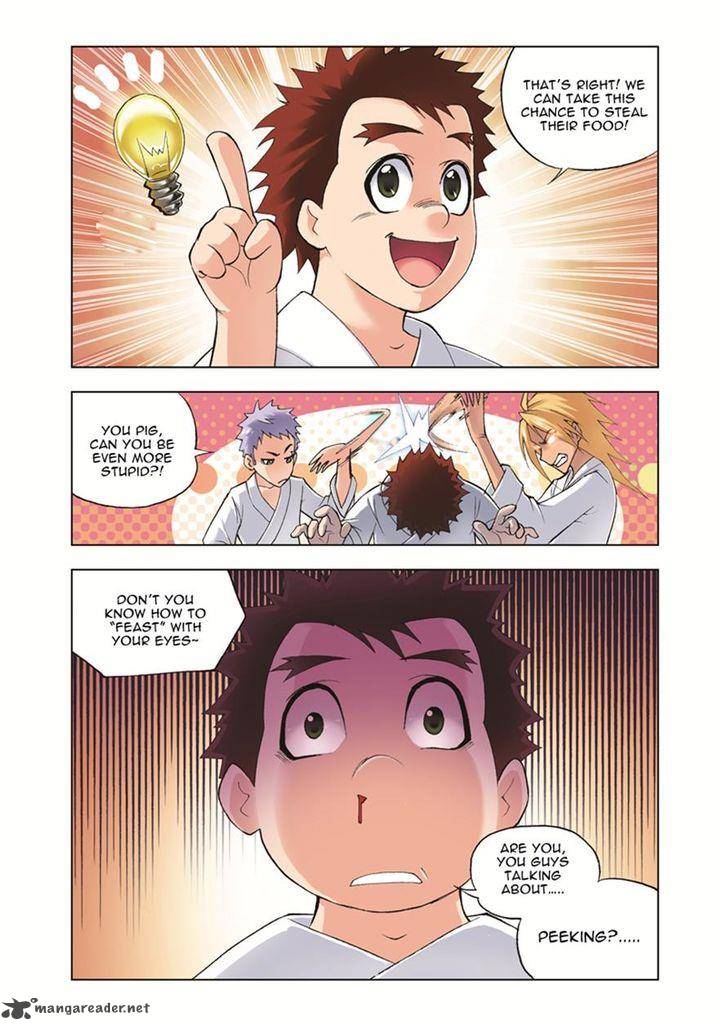 THAT'S RIGHT! WE
CAN TAKE THIS
CHANCE TO STEAL
THEIR FOOD!
YOU PIG,
CAN YOU BE
EVEN MORE
STUPID?!
DON'T YOU
KNOW HOW TO
"FEAST" WITH
YOUR EYES~
ARE YOU,
YOU GUYS
TALKING
ABOUT.....
PEEKING?.....
mangareader.net